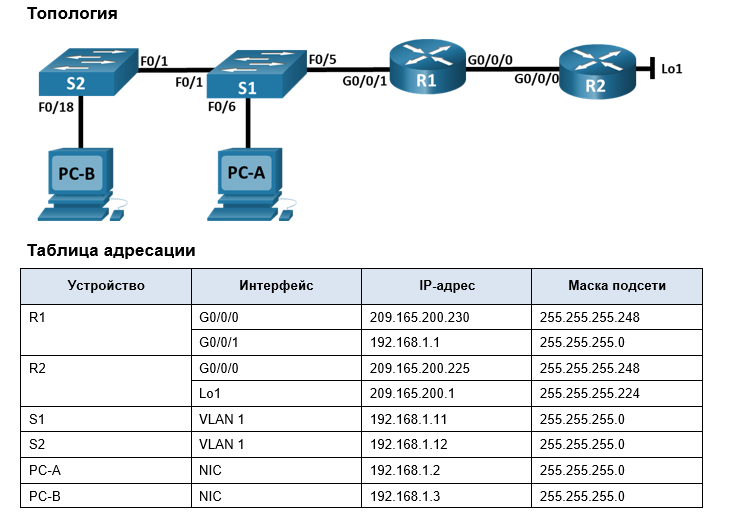 Топология
F0/1
F0/5
G0/0/0
S2
F0/1
S1
G0/0/1
R1
G0/0/0
R2
Lo1
F0/18
F0/6
PC-B
PC-A
Таблица адресации
Устройство Интерфейс IP-адрес Маска подсети
R1 G0/0/0 209.165.200.230 255.255.255.248
G0/0/1 192.168.1.1 255.255.255.0
R2 G0/0/0 209.165.200.225 255.255.255.248
Lo1 209.165.200.1 255.255.255.224
S1 VLAN 1 192.168.1.11 255.255.255.0
S2 VLAN 1 192.168.1.12 255.255.255.0
PC-A NIC 192.168.1.2 255.255.255.0
PC-B NIC 192.168.1.3 255.255.255.0